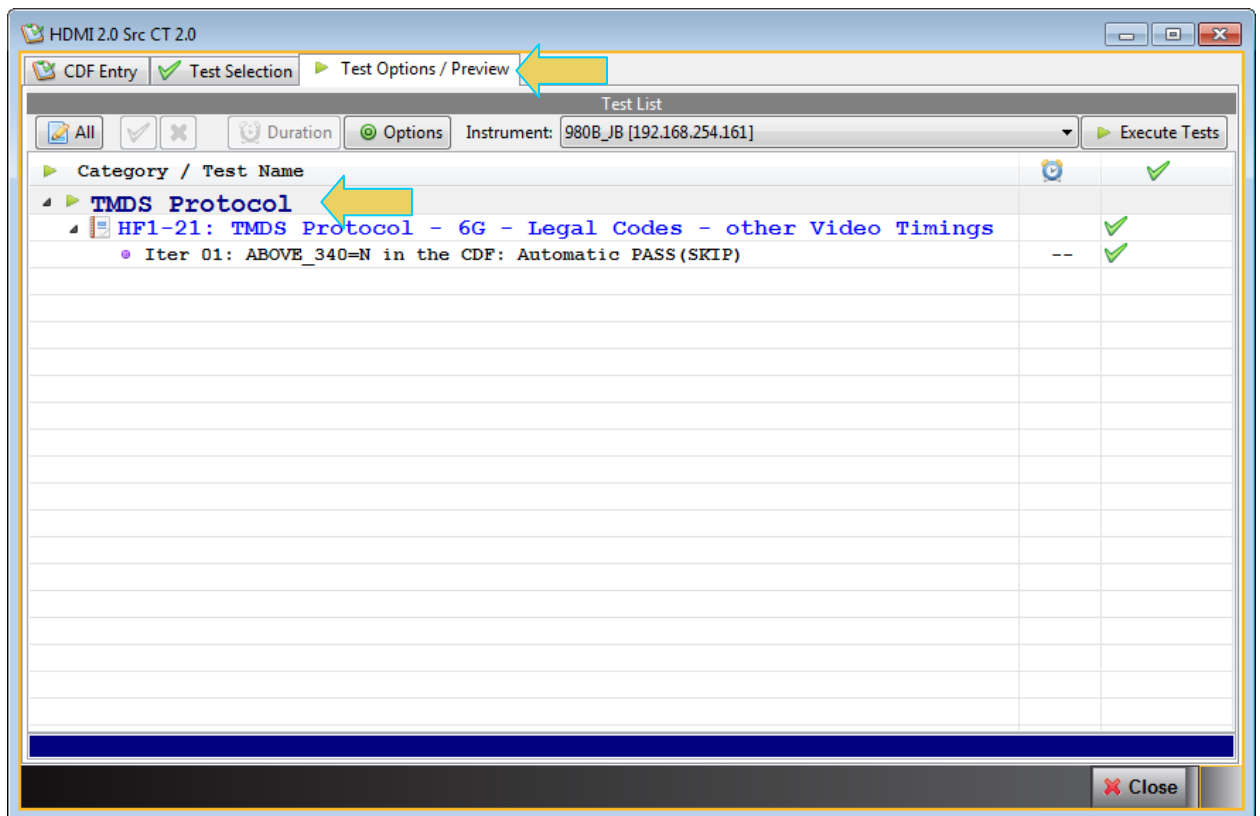 HDMI 2.0 Src CT 2.0
CDF Entry Test Selection Test Options / Preview
Test List
All Duration Options Instrument: 980B_JB [192.168.254.161] Execute Tests
Category / Test Name
TMDS Protocol
HF1-21: TMDS Protocol - 6G - Legal Codes - other Video Timings
Iter 01: ABOVE_340=N in the CDF: Automatic PASS(SKIP) --
Close